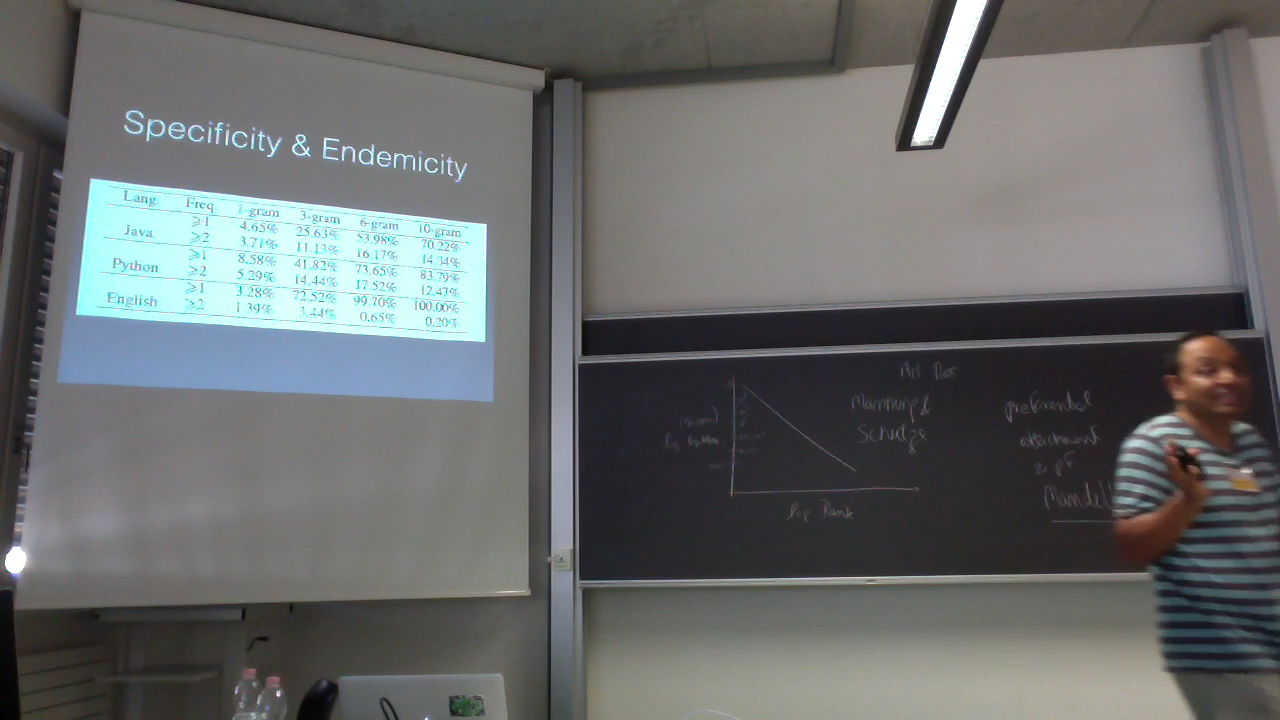 Specificity & Endemicity
Lang Freq 1-gram 3-gram 6-gram 10-gram
Java ⩾1 4.65% 25.63% 53.98% 70.22%
⩾2 3.71% 11.13% 16.17% 14.34%
Python ⩾1 8.58% 41.82% 73.65% 83.79%
⩾2 5.29% 14.44% 17.52% 12.47%
English ⩾1 3.28% 72.52% 99.70% 100.00%
⩾2 1.39% 3.44% 0.65% 0.20%
Manning &
Schutze
log Rank
preferential
attachment
Mandel